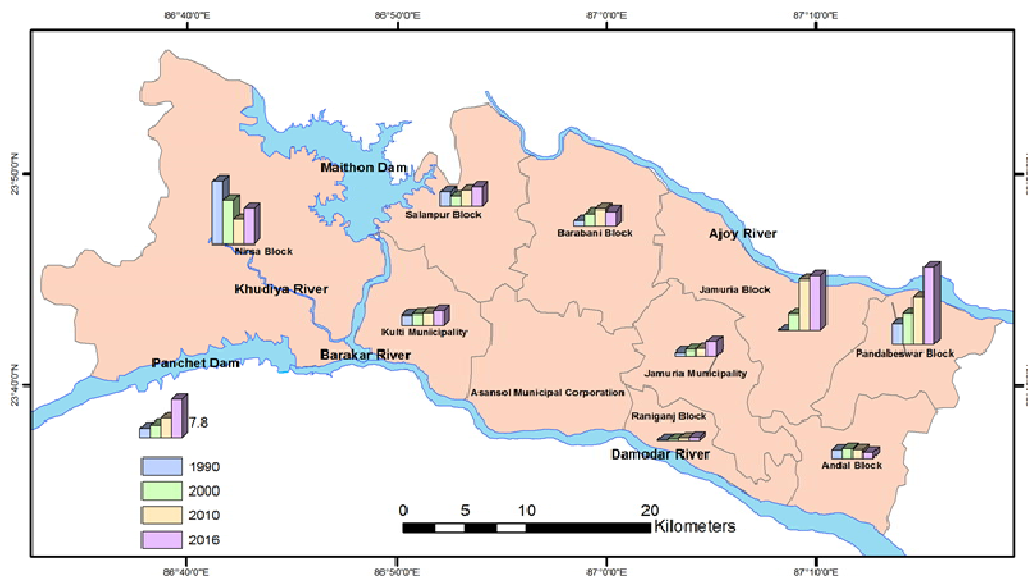 86°40'0"E 86°50'0"E 87°0'0"E 87°10'0"E
23°50'0"N
23°40'0"N
Maithon Dam
Salanpur Block
Barabani Block
Ajoy River
Nirsa Block
Khudiya River
Jamuria Block
Kulti Municipality
Barakar River
Pandabeswar Block
Panchet Dam
Jamuria Municipality
Asansol Municipal Corporation
Raniganj Block
Damodar River
Andal Block
7.8
1990
2000
2010
2016
0 5 10 20
Kilometers
86°40'0"E 86°50'0"E 87°0'0"E 87°10'0"E